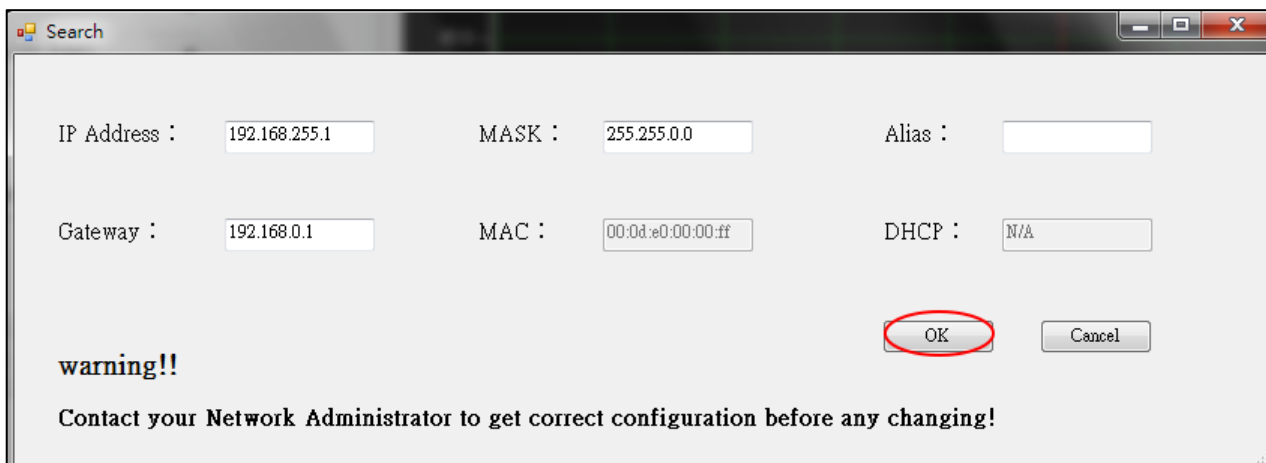 Search
IP Address： 192.168.255.1 MASK： 255.255.0.0 Alias：
Gateway： 192.168.0.1 MAC： 00:0d:e0:00:00:ff DHCP： N/A
OK Cancel
warning!!
Contact your Network Administrator to get correct configuration before any changing!